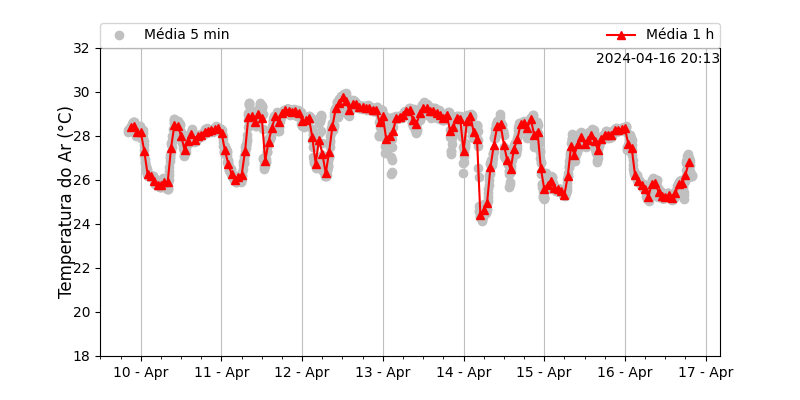 Média 5 min
Média 1 h
2024-04-16 20:13
Temperatura do Ar (°C)
32
30
28
26
24
22
20
18
10 - Apr
11 - Apr
12 - Apr
13 - Apr
14 - Apr
15 - Apr
16 - Apr
17 - Apr